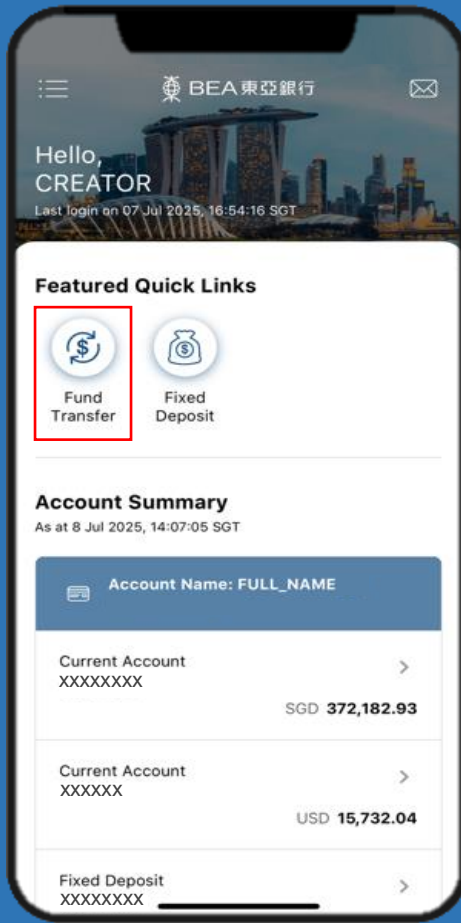 BEA東亞銀行
Hello,
CREATOR
Last login on 07 Jul 2025, 16:54:16 SGT
Featured Quick Links
Fund
Transfer
Fixed
Deposit
Account Summary
As at 8 Jul 2025, 14:07:05 SGT
Account Name: FULL_NAME
Current Account
XXXXXXXX
SGD 372,182.93
Current Account
XXXXXX
USD 15,732.04
Fixed Deposit
XXXXXXXX